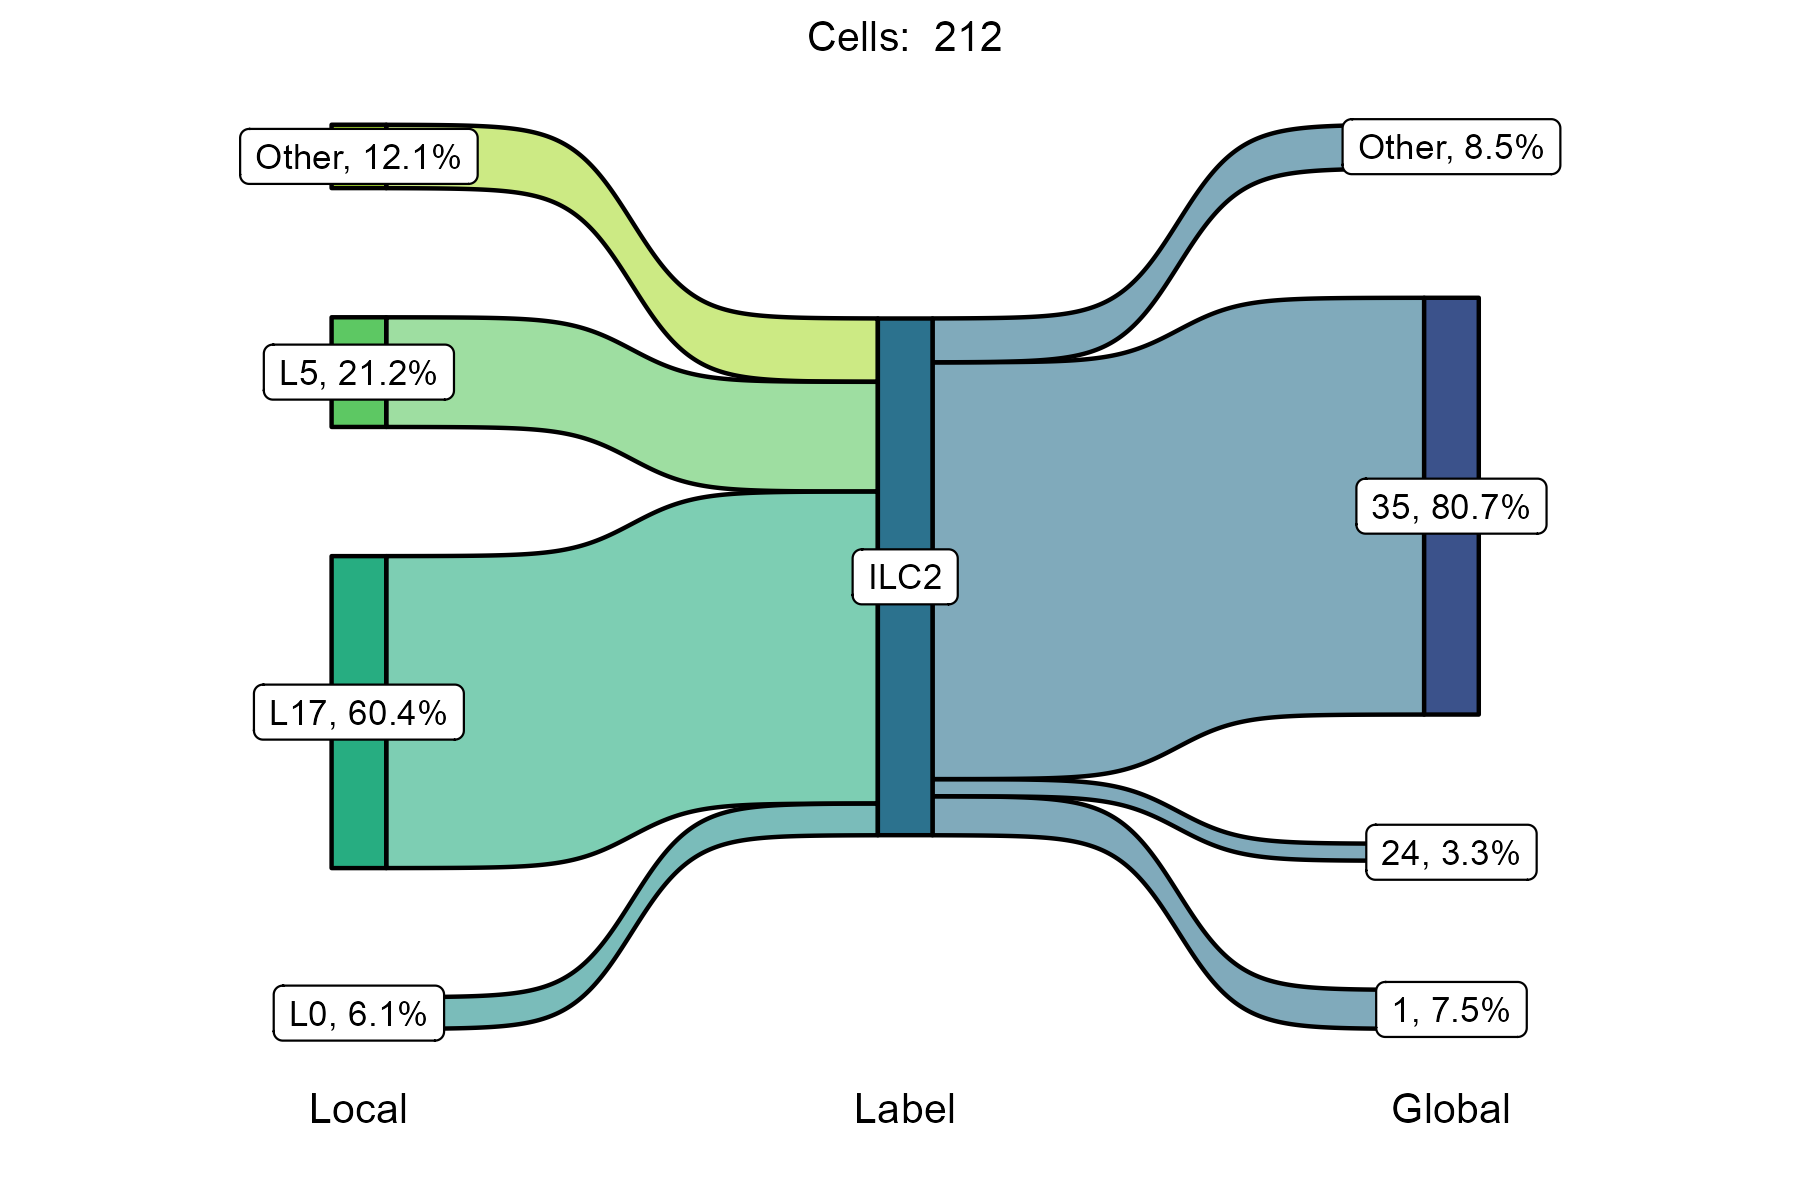 Cells:  212
Other, 12.1%
L5, 21.2%
L17, 60.4%
L0, 6.1%
ILC2
Other, 8.5%
35, 80.7%
24, 3.3%
1, 7.5%
Local
Label
Global